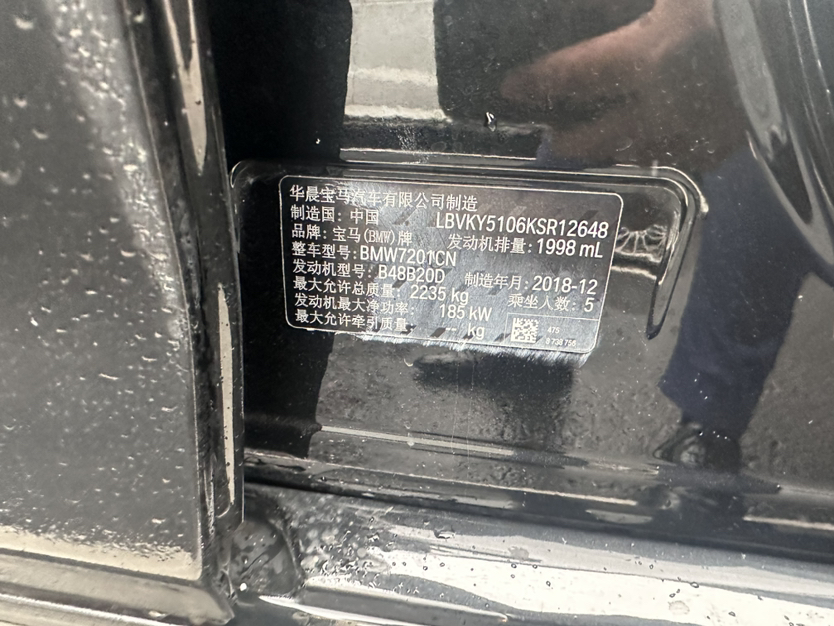 华晨宝马汽车有限公司制造
制造国: 中国 LBVKY5106KSR12648
品牌: 宝马(BMW)牌 发动机排量: 1998 mL
整车型号: BMW7201CN
发动机型号: B48B20D 制造年月: 2018-12
最大允许总质量: 2235 kg 乘坐人数: 5
发动机最大净功率: 185 kW
最大允许牵引质量: -- kg
475
9 738 756